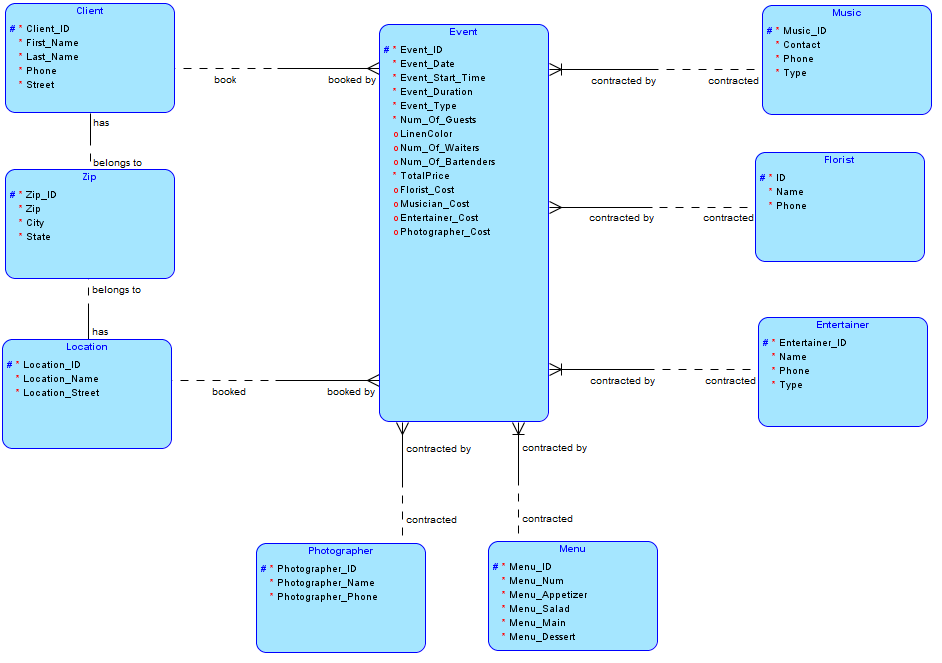 Client
# * Client_ID
* First_Name
* Last_Name
* Phone
* Street
has
belongs to
Zip
# * Zip_ID
* Zip
* City
* State
belongs to
has
Location
# * Location_ID
* Location_Name
* Location_Street
book
booked by
booked
booked by
Event
# * Event_ID
* Event_Date
* Event_Start_Time
* Event_Duration
* Event_Type
* Num_Of_Guests
o LinenColor
o Num_Of_Waiters
o Num_Of_Bartenders
* TotalPrice
o Florist_Cost
o Musician_Cost
o Entertainer_Cost
o Photographer_Cost
contracted by
contracted
Music
# * Music_ID
* Contact
* Phone
* Type
contracted by
contracted
Florist
# * ID
* Name
* Phone
contracted by
contracted
Entertainer
# * Entertainer_ID
* Name
* Phone
* Type
contracted by
contracted
Photographer
# * Photographer_ID
* Photographer_Name
* Photographer_Phone
contracted by
contracted
Menu
# * Menu_ID
* Menu_Num
* Menu_Appetizer
* Menu_Salad
* Menu_Main
* Menu_Dessert